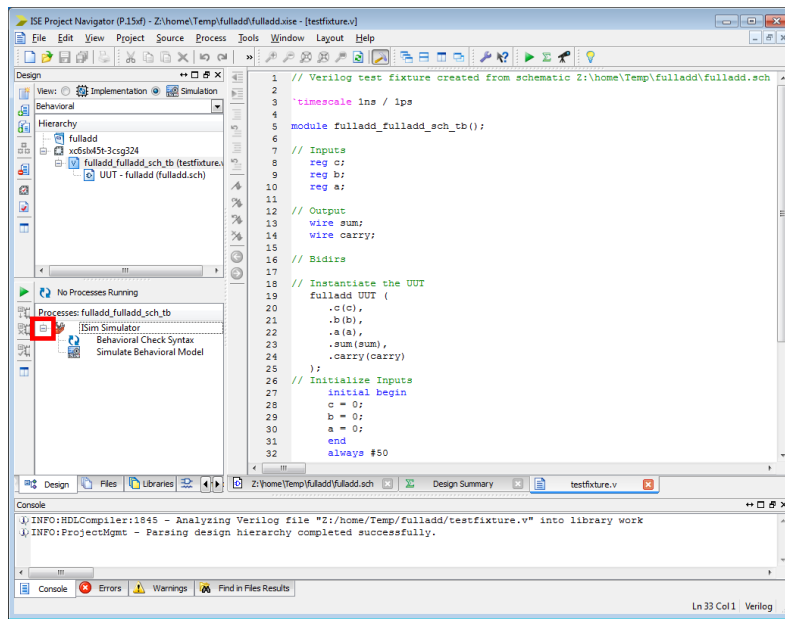 ISE Project Navigator (P.15xf) - Z:\home\Temp\fulladd\fulladd.xise - [testfixture.v]
File Edit View Project Source Process Tools Window Layout Help
Design
View: Implementation Simulation
Behavioral
Hierarchy
fulladd
xc6slx45t-3csg324
fulladd_fulladd_sch_tb (testfixture.v
UUT - fulladd (fulladd.sch)
No Processes Running
Processes: fulladd_fulladd_sch_tb
ISim Simulator
Behavioral Check Syntax
Simulate Behavioral Model
Design Files Libraries
1 // Verilog test fixture created from schematic Z:\home\Temp\fulladd\fulladd.sch
2
3 `timescale 1ns / 1ps
4
5 module fulladd_fulladd_sch_tb();
6
7 // Inputs
8 reg c;
9 reg b;
10 reg a;
11
12 // Output
13 wire sum;
14 wire carry;
15
16 // Bidirs
17
18 // Instantiate the UUT
19 fulladd UUT (
20 .c(c),
21 .b(b),
22 .a(a),
23 .sum(sum),
24 .carry(carry)
25 );
26 // Initialize Inputs
27 initial begin
28 c = 0;
29 b = 0;
30 a = 0;
31 end
32 always #50
Z:\home\Temp\fulladd\fulladd.sch Design Summary testfixture.v
Console
INFO:HDLCompiler:1845 - Analyzing Verilog file "Z:/home/Temp/fulladd/testfixture.v" into library work
INFO:ProjectMgmt - Parsing design hierarchy completed successfully.
Console Errors Warnings Find in Files Results
Ln 33 Col 1 Verilog